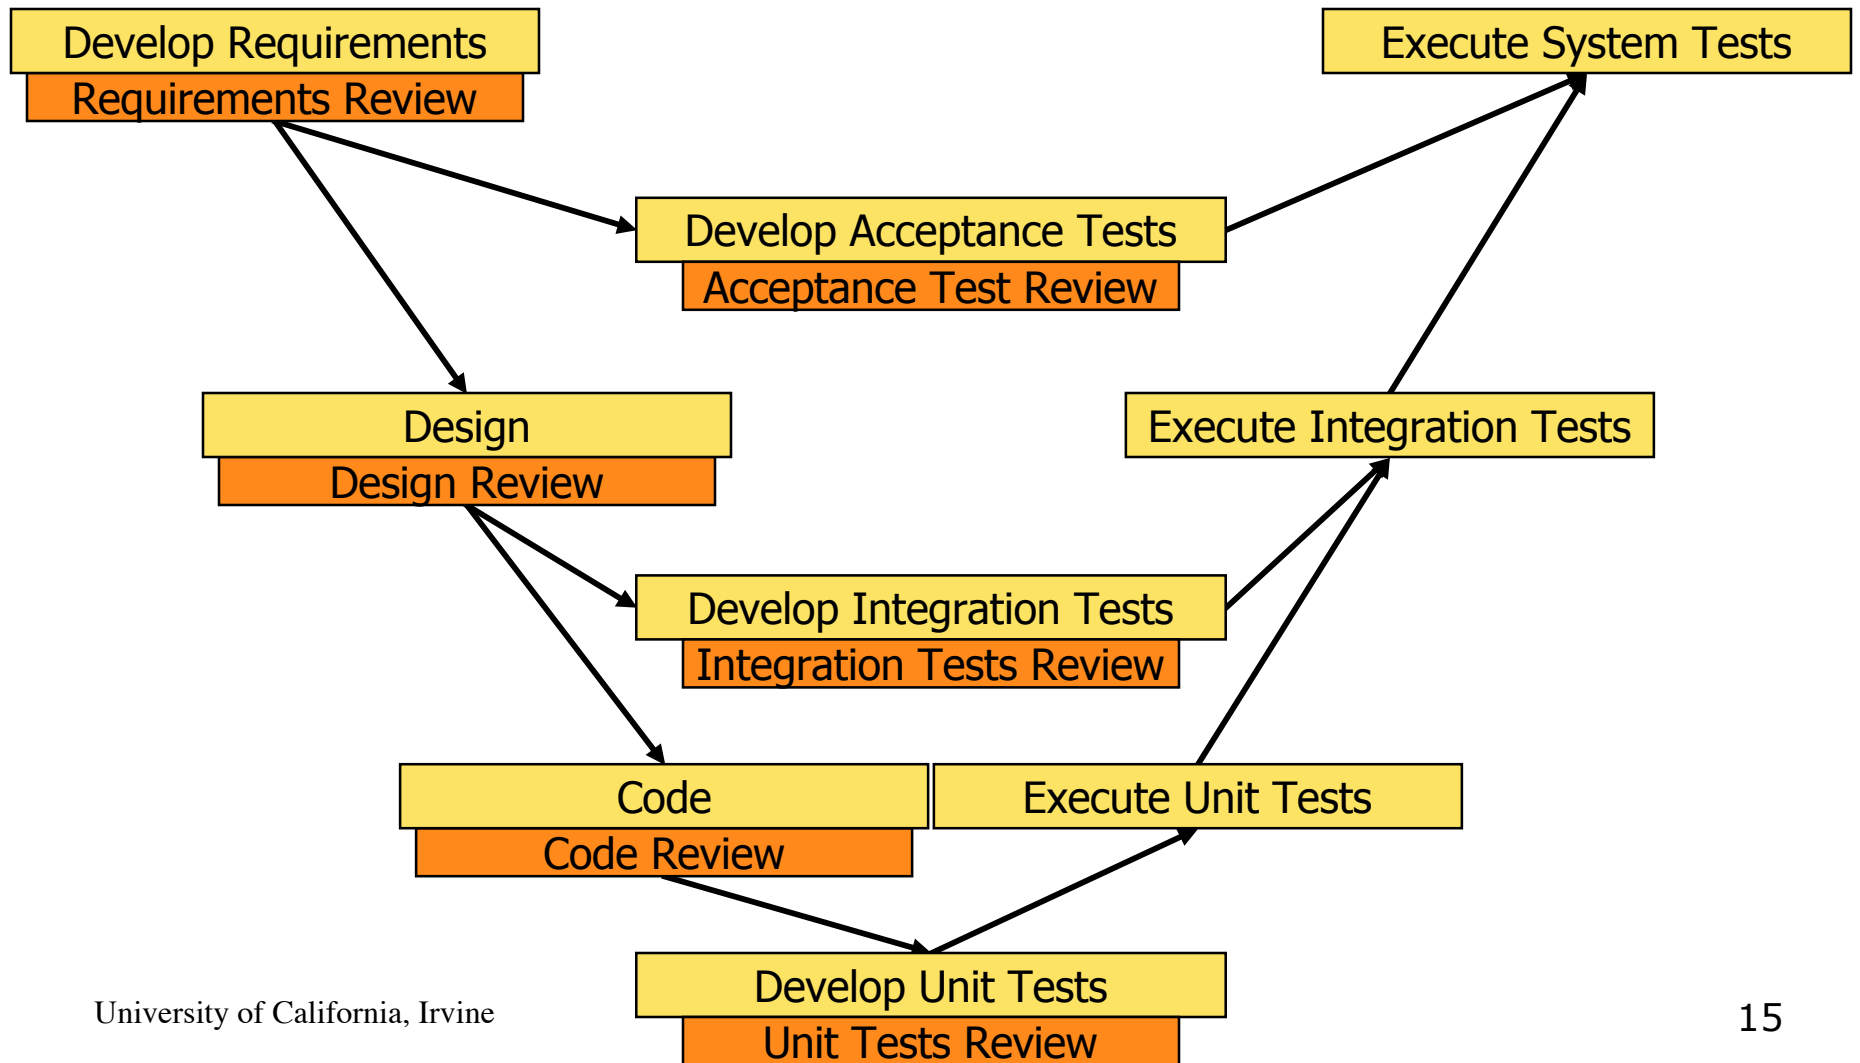 Develop Requirements
Requirements Review
Execute System Tests
Develop Acceptance Tests
Acceptance Test Review
Design
Design Review
Execute Integration Tests
Develop Integration Tests
Integration Tests Review
Code
Code Review
Execute Unit Tests
Develop Unit Tests
Unit Tests Review
University of California, Irvine
15